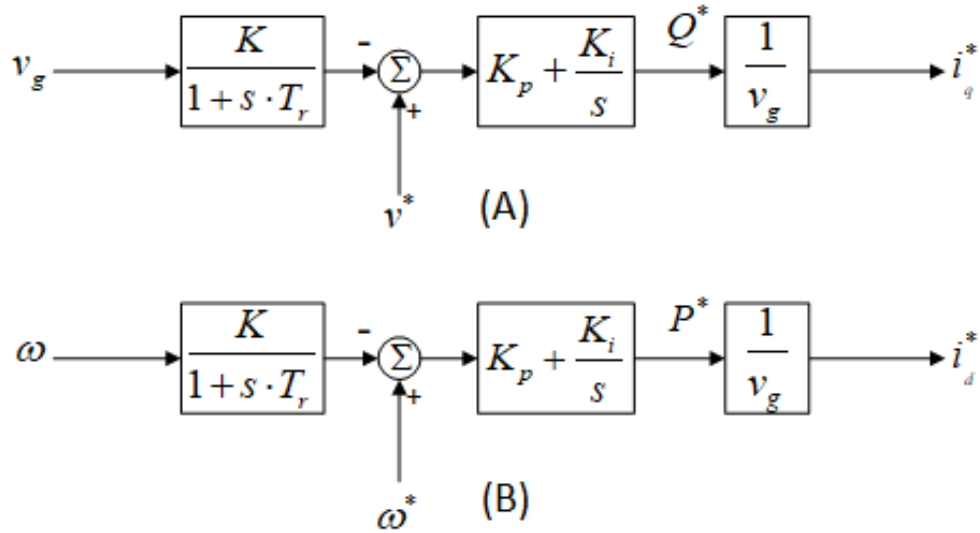 v_g K/(1 + s · T_r) - Σ + K_p + K_i/s Q^* 1/v_g i_q^*
v^* (A)
ω K/(1 + s · T_r) - Σ + K_p + K_i/s P^* 1/v_g i_d^*
ω^* (B)